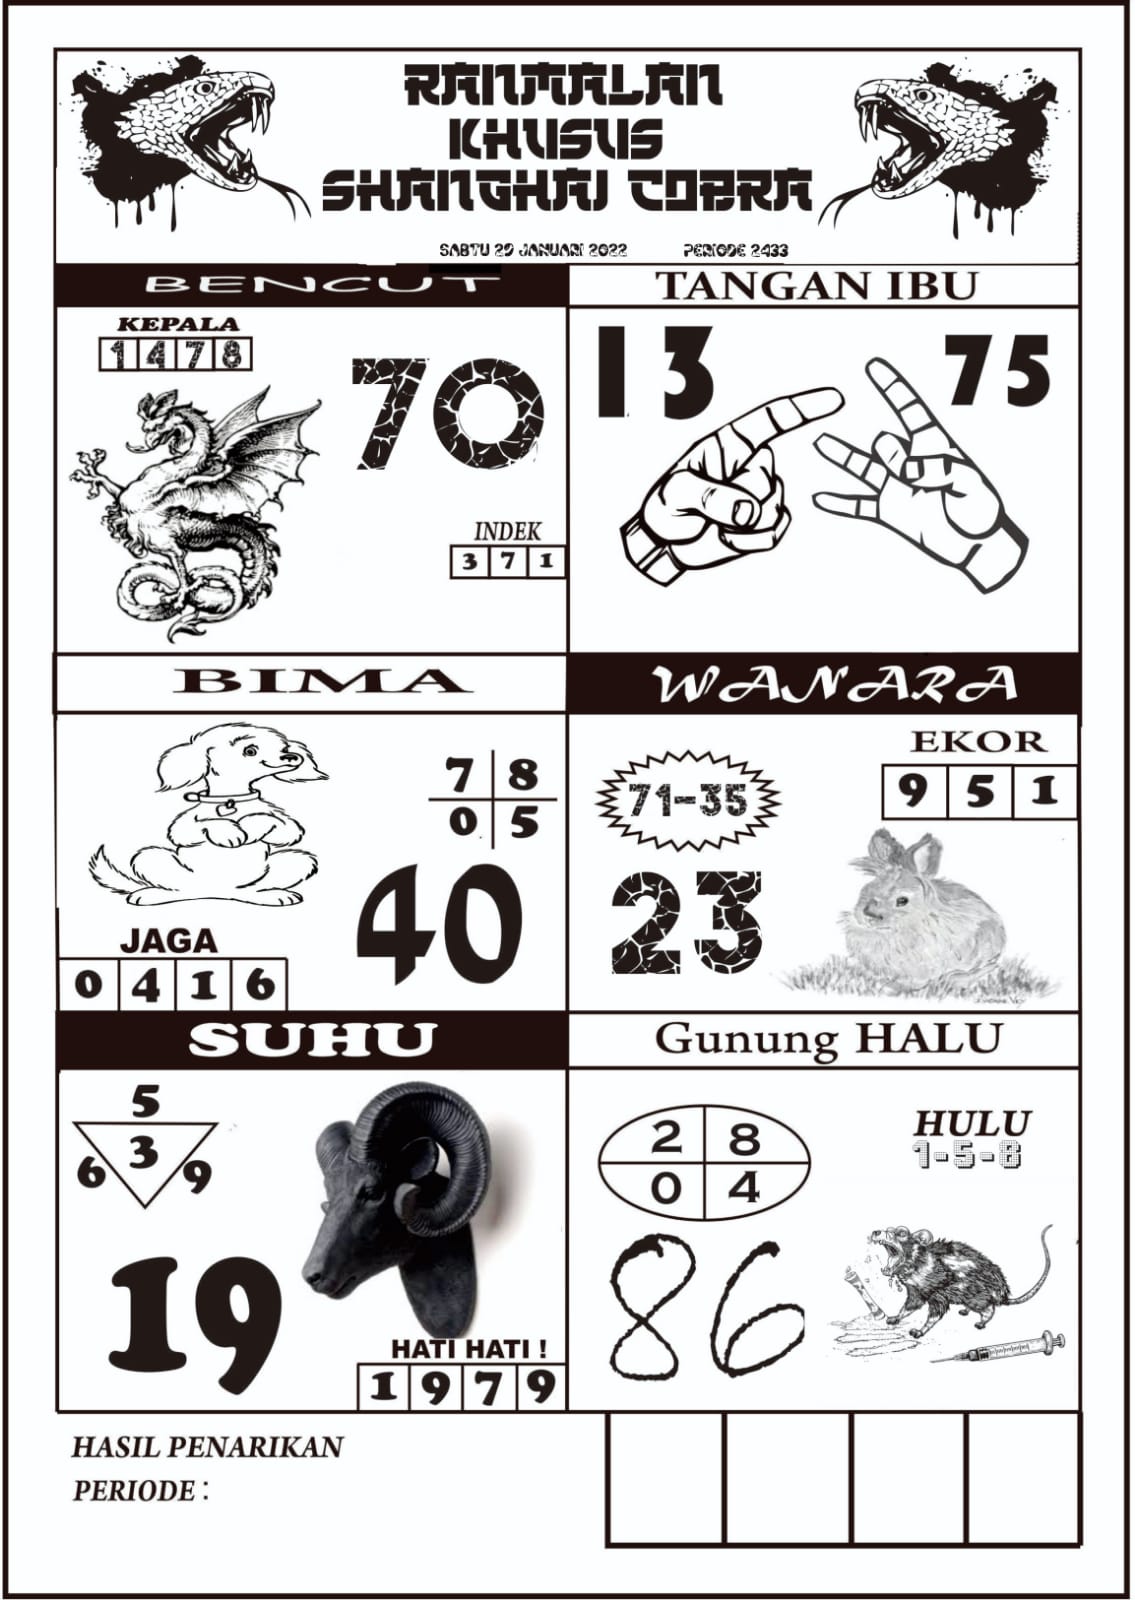 RANMALAN
KHUSUS
SHANGHAI COBRA
SABTU 29 JANUARI 2022 PERIODE 2433
BENCUT
KEPALA
1 4 7 8
70
INDEK
3 7 1
TANGAN IBU
13
75
BIMA
7 8
0 5
40
JAGA
0 4 1 6
WANARA
EKOR
9 5 1
71-35
23
SUHU
5
3
6 9
19
HATI HATI !
1 9 7 9
Gunung HALU
2 8
0 4
HULU
1-5-8
86
HASIL PENARIKAN
PERIODE :